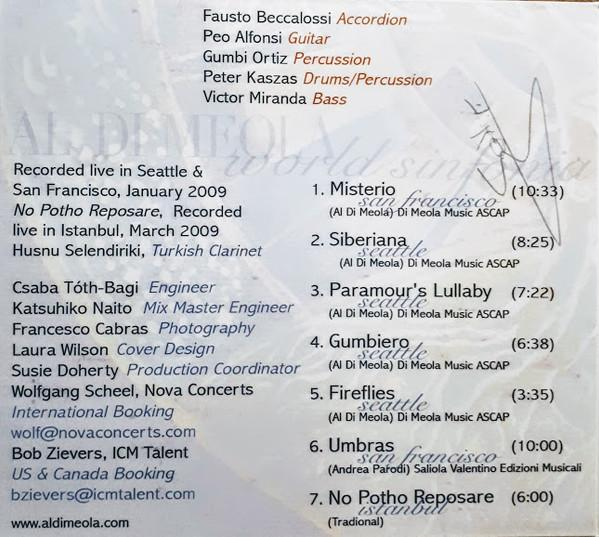 Fausto Beccalossi Accordion
Peo Alfonsi Guitar
Gumbi Ortiz Percussion
Peter Kaszas Drums/Percussion
Victor Miranda Bass
AL DI MEOLA
world sinfonia
Recorded live in Seattle &
San Francisco, January 2009
No Potho Reposare, Recorded
live in Istanbul, March 2009
Husnu Selendiriki, Turkish Clarinet
Csaba Tóth-Bagi Engineer
Katsuhiko Naito Mix Master Engineer
Francesco Cabras Photography
Laura Wilson Cover Design
Susie Doherty Production Coordinator
Wolfgang Scheel, Nova Concerts
International Booking
wolf@novaconcerts.com
Bob Zievers, ICM Talent
US & Canada Booking
bzievers@icmtalent.com
www.aldimeola.com
1. Misterio (10:33)
san francisco
(Al Di Meola) Di Meola Music ASCAP
2. Siberiana (8:25)
seattle
(Al Di Meola) Di Meola Music ASCAP
3. Paramour's Lullaby (7:22)
seattle
(Al Di Meola) Di Meola Music ASCAP
4. Gumbiero (6:38)
seattle
(Al Di Meola) Di Meola Music ASCAP
5. Fireflies (3:35)
seattle
(Al Di Meola) Di Meola Music ASCAP
6. Umbras (10:00)
san francisco
(Andrea Parodi) Saliola Valentino Edizioni Musicali
7. No Potho Reposare (6:00)
istanbul
(Tradional)